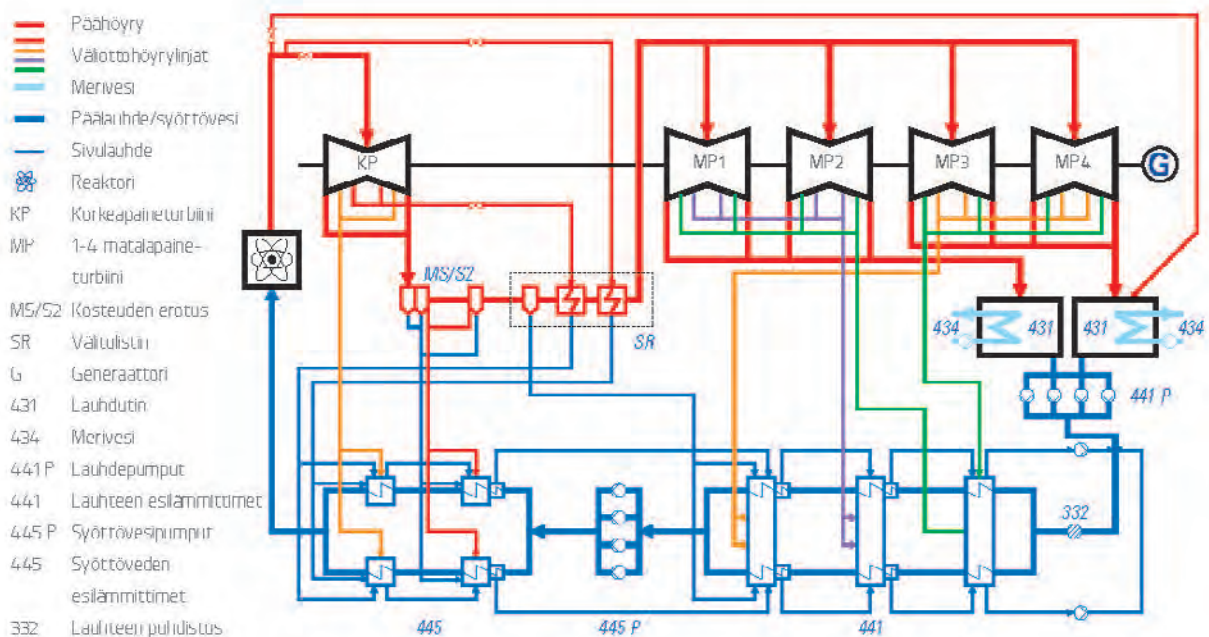 Päähöyry
Väliottohöyrylinjat
Merivesi
Päälauhde/syöttövesi
Sivulauhde
Reaktori
KP Korkeapaineturbiini
MP 1-4 matalapaine-
turbiini
MS/S2 Kosteuden erotus
SR Välitulistin
G Generaattori
431 Lauhdutin
434 Merivesi
441 P Lauhdepumput
441 Lauhteen esilämmittimet
445 P Syöttövesipumput
445 Syöttöveden
esilämmittimet
332 Lauhteen puhdistus
KP
MP1
MP2
MP3
MP4
G
MS/S2
SR
434
431
431
434
441 P
332
445
445 P
441